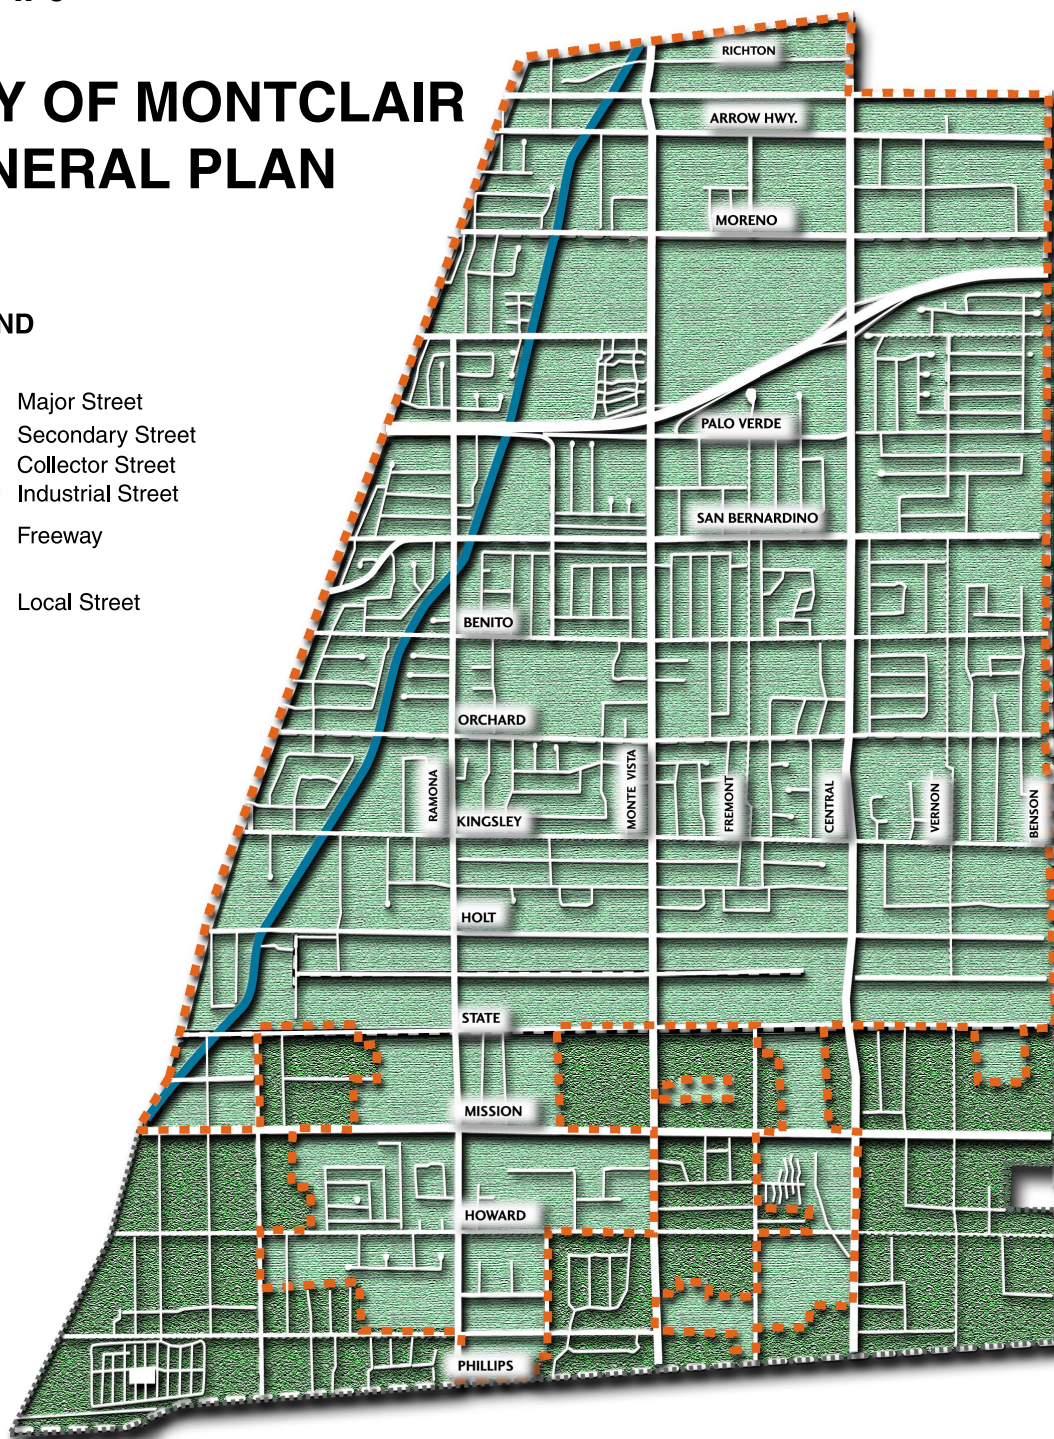 Y OF MONTCLAIR
NERAL PLAN
ND
Major Street
Secondary Street
Collector Street
Industrial Street
Freeway
Local Street
RICHTON
ARROW HWY.
MORENO
PALO VERDE
SAN BERNARDINO
BENITO
ORCHARD
RAMONA
MONTE VISTA
FREMONT
CENTRAL
VERNON
BENSON
KINGSLEY
HOLT
STATE
MISSION
HOWARD
PHILLIPS